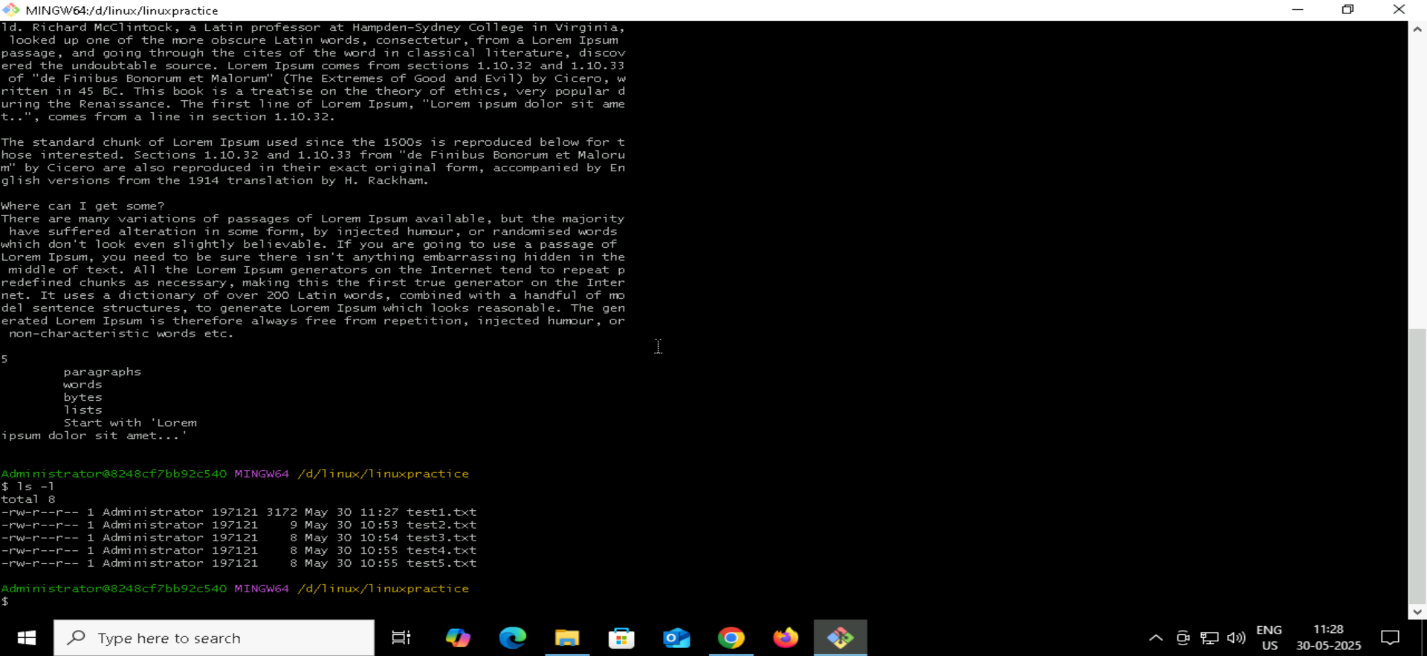 MINGW64:/d/linux/linuxpractice
ld. Richard McClintock, a Latin professor at Hampden-Sydney College in Virginia,
looked up one of the more obscure Latin words, consectetur, from a Lorem Ipsum
passage, and going through the cites of the word in classical literature, discov
ered the undoubtable source. Lorem Ipsum comes from sections 1.10.32 and 1.10.33
of "de Finibus Bonorum et Malorum" (The Extremes of Good and Evil) by Cicero, w
ritten in 45 BC. This book is a treatise on the theory of ethics, very popular d
uring the Renaissance. The first line of Lorem Ipsum, "Lorem ipsum dolor sit ame
t..", comes from a line in section 1.10.32.
The standard chunk of Lorem Ipsum used since the 1500s is reproduced below for t
hose interested. Sections 1.10.32 and 1.10.33 from "de Finibus Bonorum et Maloru
m" by Cicero are also reproduced in their exact original form, accompanied by En
glish versions from the 1914 translation by H. Rackham.
Where can I get some?
There are many variations of passages of Lorem Ipsum available, but the majority
have suffered alteration in some form, by injected humour, or randomised words
which don't look even slightly believable. If you are going to use a passage of
Lorem Ipsum, you need to be sure there isn't anything embarrassing hidden in the
middle of text. All the Lorem Ipsum generators on the Internet tend to repeat p
redefined chunks as necessary, making this the first true generator on the Inter
net. It uses a dictionary of over 200 Latin words, combined with a handful of mo
del sentence structures, to generate Lorem Ipsum which looks reasonable. The gen
erated Lorem Ipsum is therefore always free from repetition, injected humour, or
non-characteristic words etc.
5
paragraphs
words
bytes
lists
Start with 'Lorem
ipsum dolor sit amet...'
Administrator@8248cf7bb92c540 MINGW64 /d/linux/linuxpractice
$ ls -l
total 8
-rw-r--r-- 1 Administrator 197121 3172 May 30 11:27 test1.txt
-rw-r--r-- 1 Administrator 197121    9 May 30 10:53 test2.txt
-rw-r--r-- 1 Administrator 197121    8 May 30 10:54 test3.txt
-rw-r--r-- 1 Administrator 197121    8 May 30 10:55 test4.txt
-rw-r--r-- 1 Administrator 197121    8 May 30 10:55 test5.txt
Administrator@8248cf7bb92c540 MINGW64 /d/linux/linuxpractice
$
Type here to search
ENG
US
11:28
30-05-2025